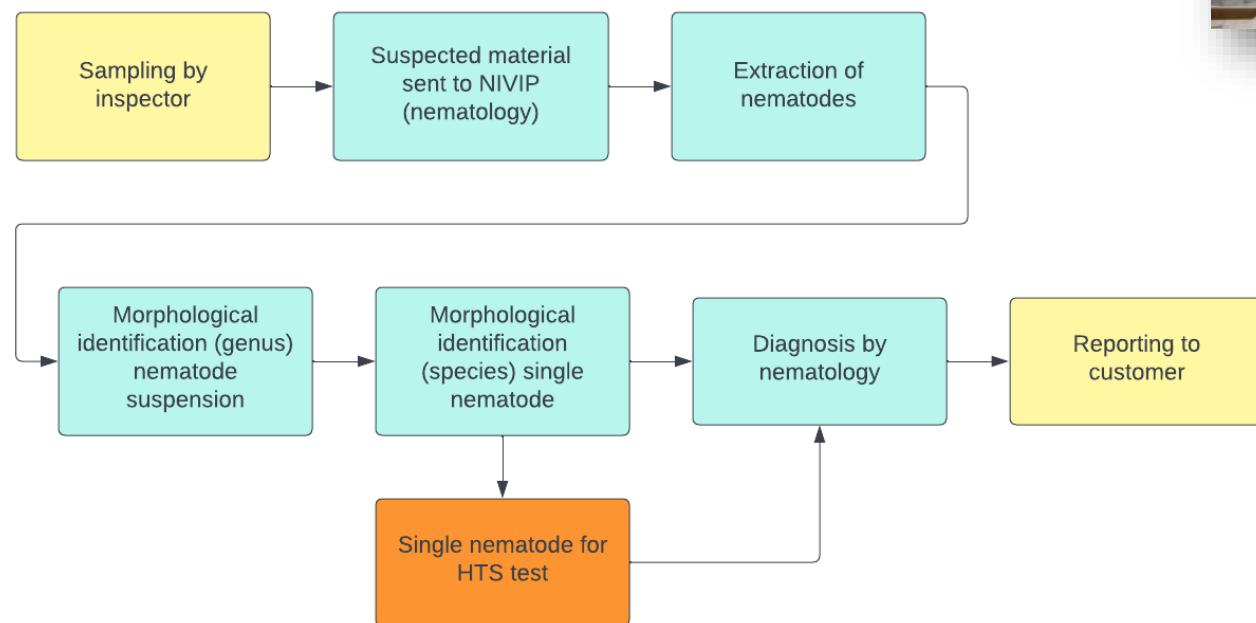 Sampling by
inspector
Suspected material
sent to NIVIP
(nematology)
Extraction of
nematodes
Morphological
identification (genus)
nematode
suspension
Morphological
identification
(species) single
nematode
Diagnosis by
nematology
Reporting to
customer
Single nematode for
HTS test